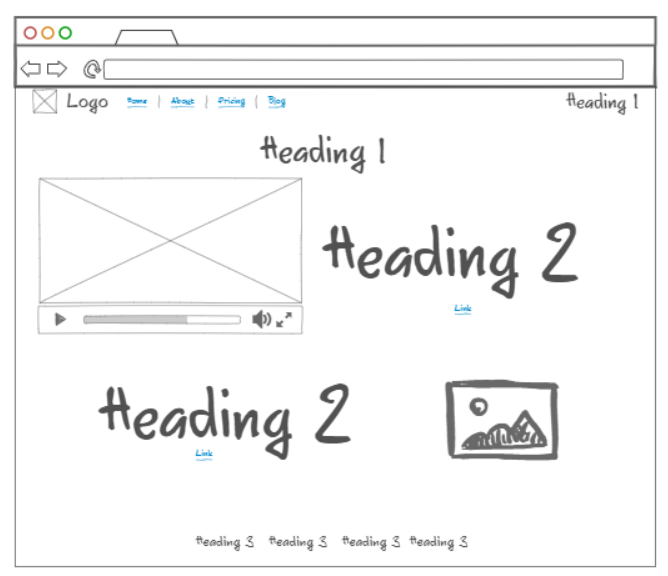 Logo Home | About | Pricing | Blog Heading 1
Heading 1
Heading 2
Link
Heading 2
Link
Heading 3 Heading 3 Heading 3 Heading 3